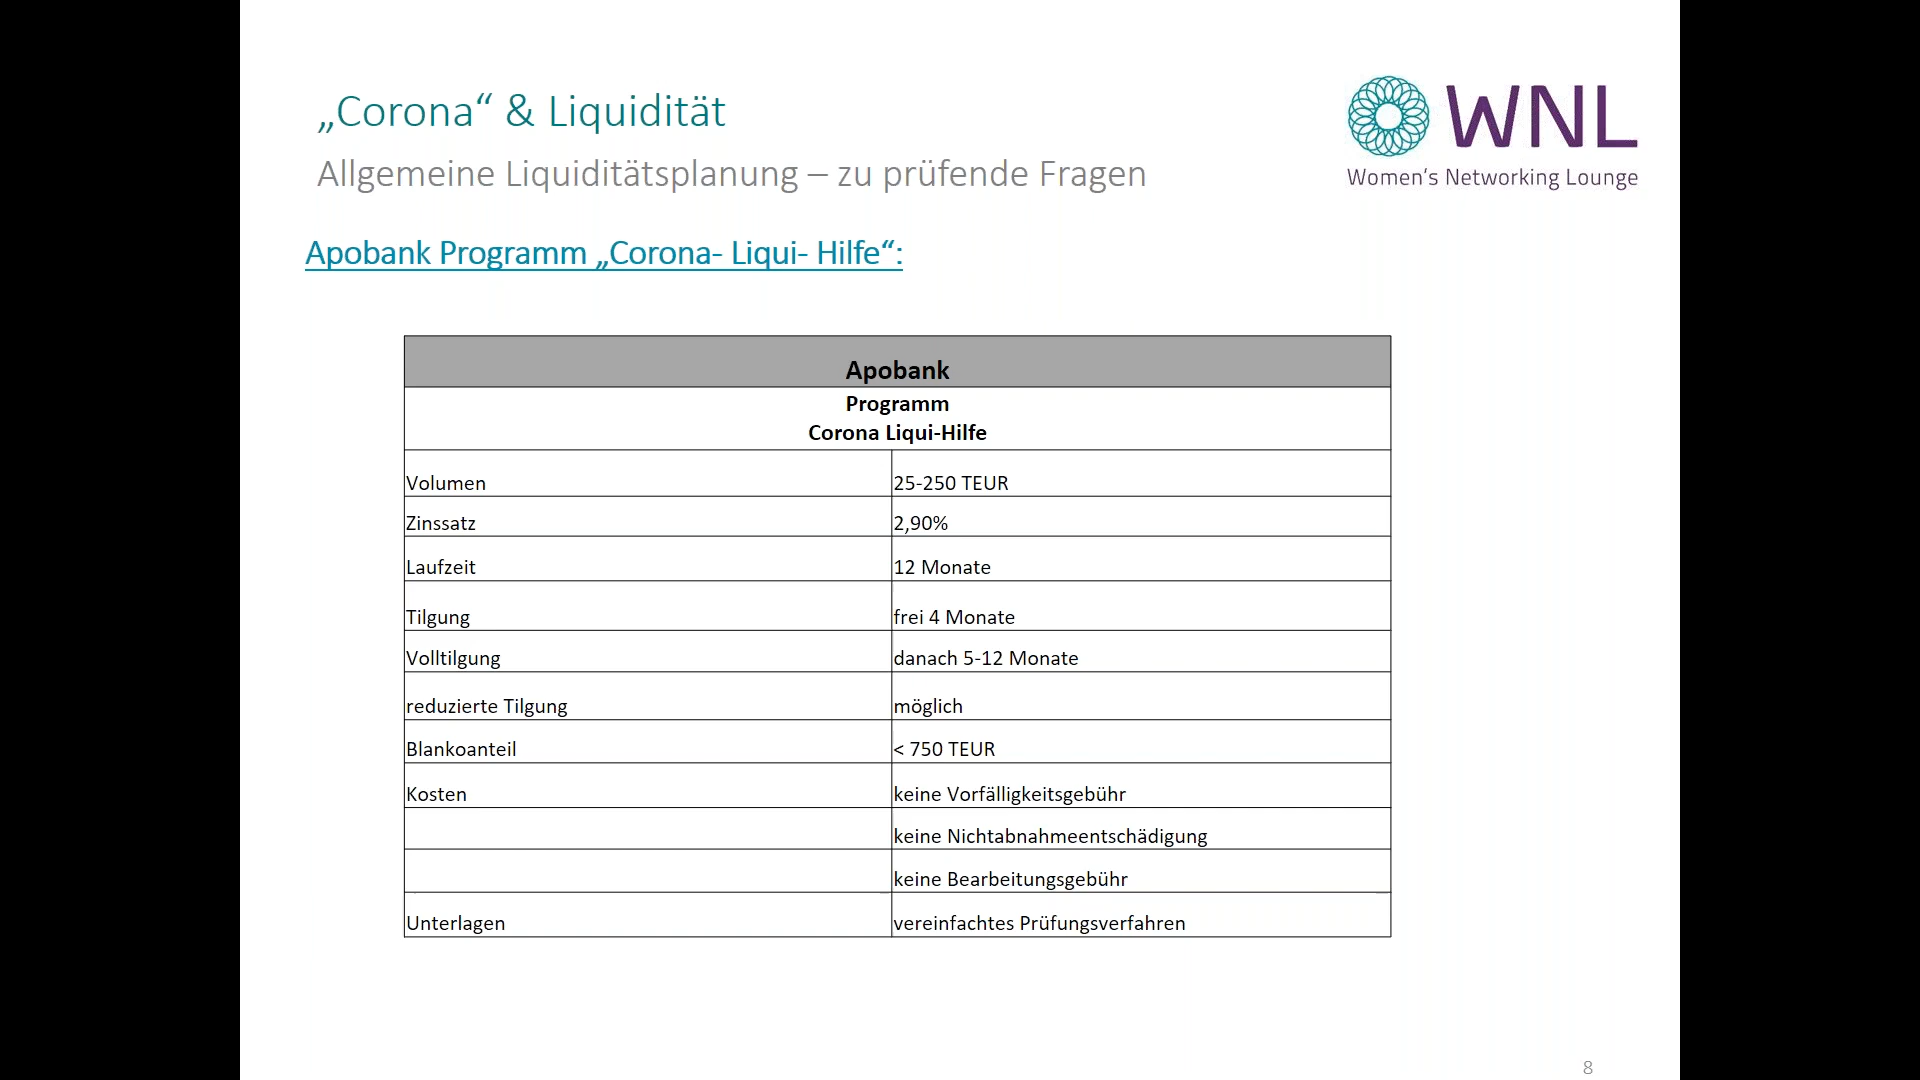 „Corona“ & Liquidität
WNL
Women's Networking Lounge
Allgemeine Liquiditätsplanung – zu prüfende Fragen
Apobank Programm „Corona- Liqui- Hilfe“:
Apobank
Programm
Corona Liqui-Hilfe
Volumen 25-250 TEUR
Zinssatz 2,90%
Laufzeit 12 Monate
Tilgung frei 4 Monate
Volltilgung danach 5-12 Monate
reduzierte Tilgung möglich
Blankoanteil < 750 TEUR
Kosten keine Vorfälligkeitsgebühr
keine Nichtabnahmeentschädigung
keine Bearbeitungsgebühr
Unterlagen vereinfachtes Prüfungsverfahren
8